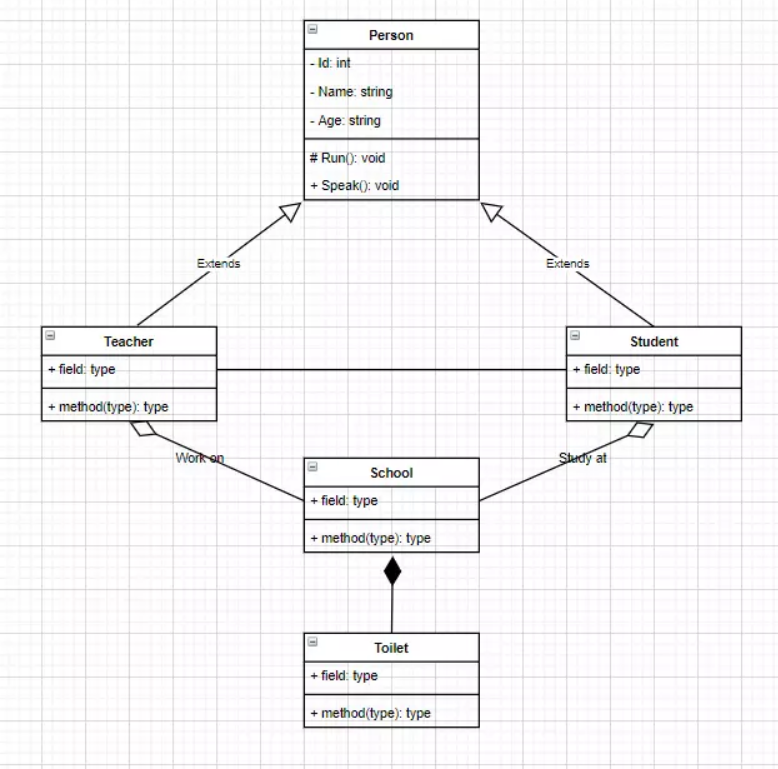 Person
- Id: int
- Name: string
- Age: string
# Run(): void
+ Speak(): void
Extends
Extends
Teacher
+ field: type
+ method(type): type
Student
+ field: type
+ method(type): type
Work on
Study at
School
+ field: type
+ method(type): type
Toilet
+ field: type
+ method(type): type